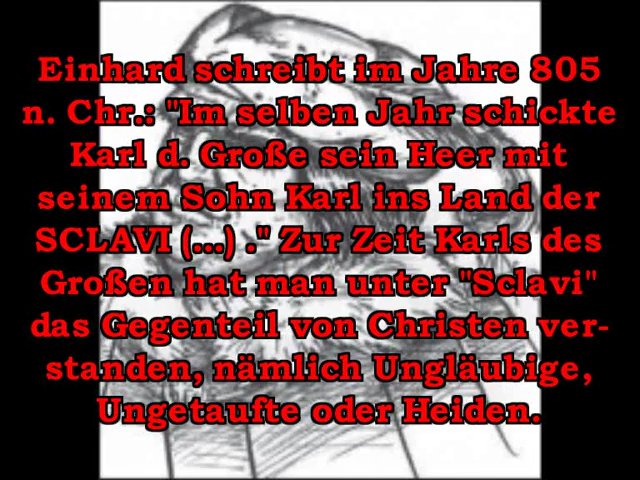 Einhard schreibt im Jahre 805
n. Chr.: "Im selben Jahr schickte
Karl d. Große sein Heer mit
seinem Sohn Karl ins Land der
SCLAVI (...) ." Zur Zeit Karls des
Großen hat man unter "Sclavi"
das Gegenteil von Christen ver-
standen, nämlich Ungläubige,
Ungetaufte oder Heiden.